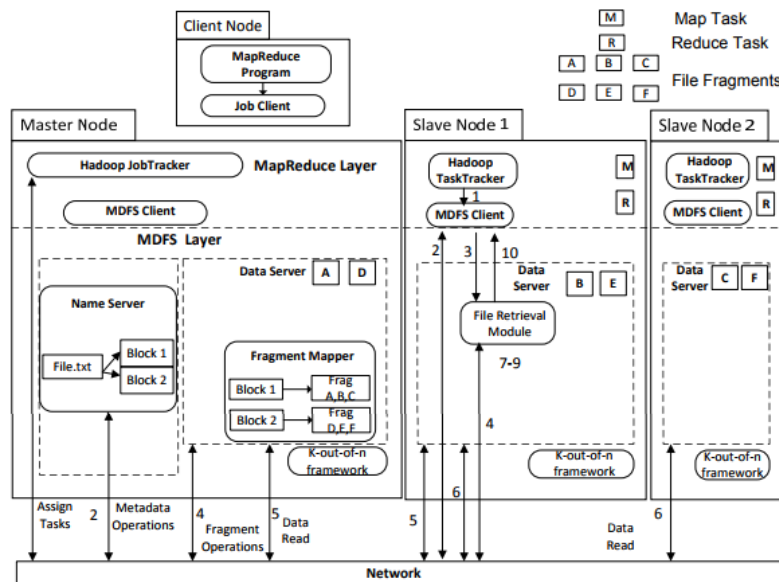 Client Node
MapReduce
Program
Job Client
M
Map Task
R
Reduce Task
A
B
C
File Fragments
D
E
F
Master Node
Hadoop JobTracker
MapReduce Layer
MDFS Client
MDFS Layer
Name Server
File.txt
Block 1
Block 2
Data Server
A
D
Fragment Mapper
Block 1
Frag
A,B,C
Block 2
Frag
D,E,F
K-out-of-n
framework
Slave Node 1
Hadoop
TaskTracker
M
R
1
MDFS Client
2
3
10
Data
Server
B
E
File Retrieval
Module
7-9
4
K-out-of-n
framework
Slave Node 2
Hadoop
TaskTracker
M
R
MDFS Client
Data
Server
C
F
K-out-of-n
framework
Assign
Tasks
2
Metadata
Operations
4
Fragment
Operations
5
Data
Read
5
6
Data
Read
6
Network